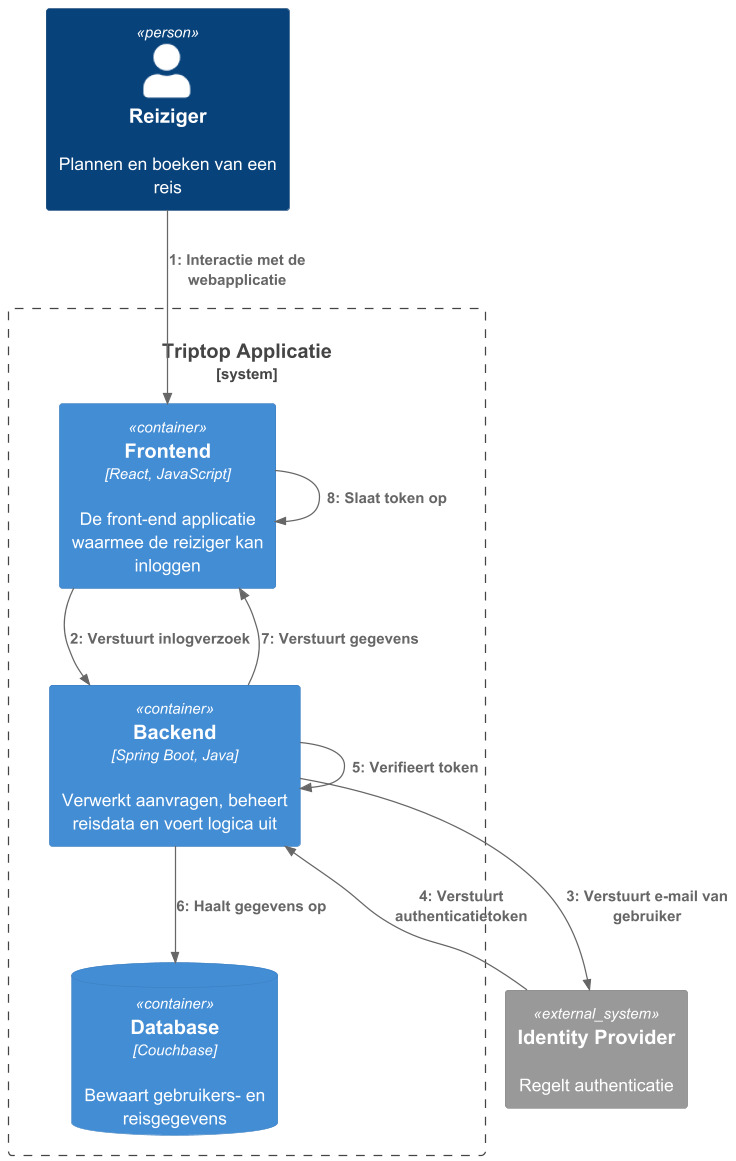 «person»
Reiziger
Plannen en boeken van een
reis
1: Interactie met de
webapplicatie
Triptop Applicatie
[system]
«container»
Frontend
[React, JavaScript]
De front-end applicatie
waarmee de reiziger kan
inloggen
8: Slaat token op
2: Verstuurt inlogverzoek
7: Verstuurt gegevens
«container»
Backend
[Spring Boot, Java]
Verwerkt aanvragen, beheert
reisdata en voert logica uit
5: Verifieert token
6: Haalt gegevens op
4: Verstuurt
authenticatietoken
3: Verstuurt e-mail van
gebruiker
«container»
Database
[Couchbase]
Bewaart gebruikers- en
reisgegevens
«external_system»
Identity Provider
Regelt authenticatie